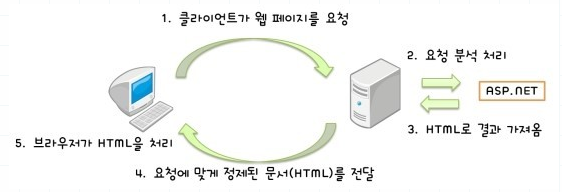 1. 클라이언트가 웹 페이지를 요청
2. 요청 분석 처리
ASP.NET
3. HTML로 결과 가져옴
5. 브라우저가 HTML을 처리
4. 요청에 맞게 정제된 문서(HTML)를 전달